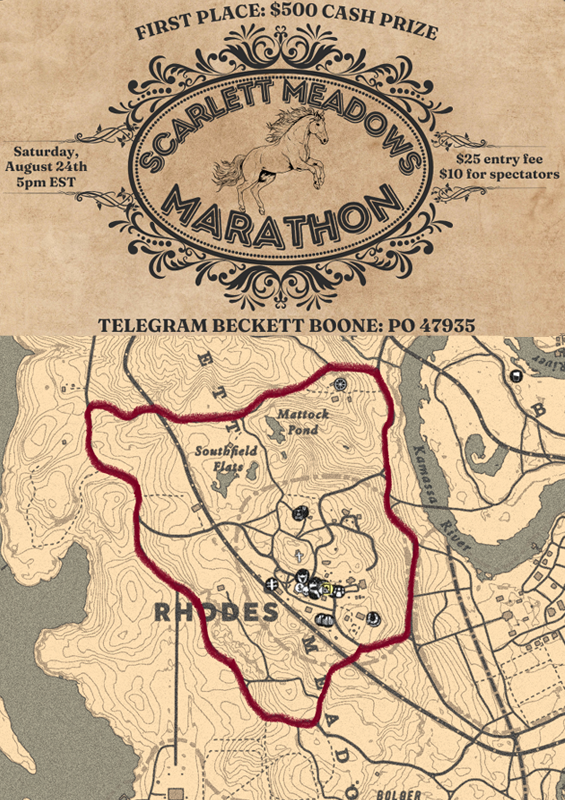 FIRST PLACE: $500 CASH PRIZE
SCARLETT MEADOWS
MARATHON
Saturday,
August 24th
5pm EST
$25 entry fee
$10 for spectators
TELEGRAM BECKETT BOONE: PO 47935
E T T
River
B
Mattock
Pond
Southfield
Flats
Kamassa River
RHODES
M E A D O
BOLGER